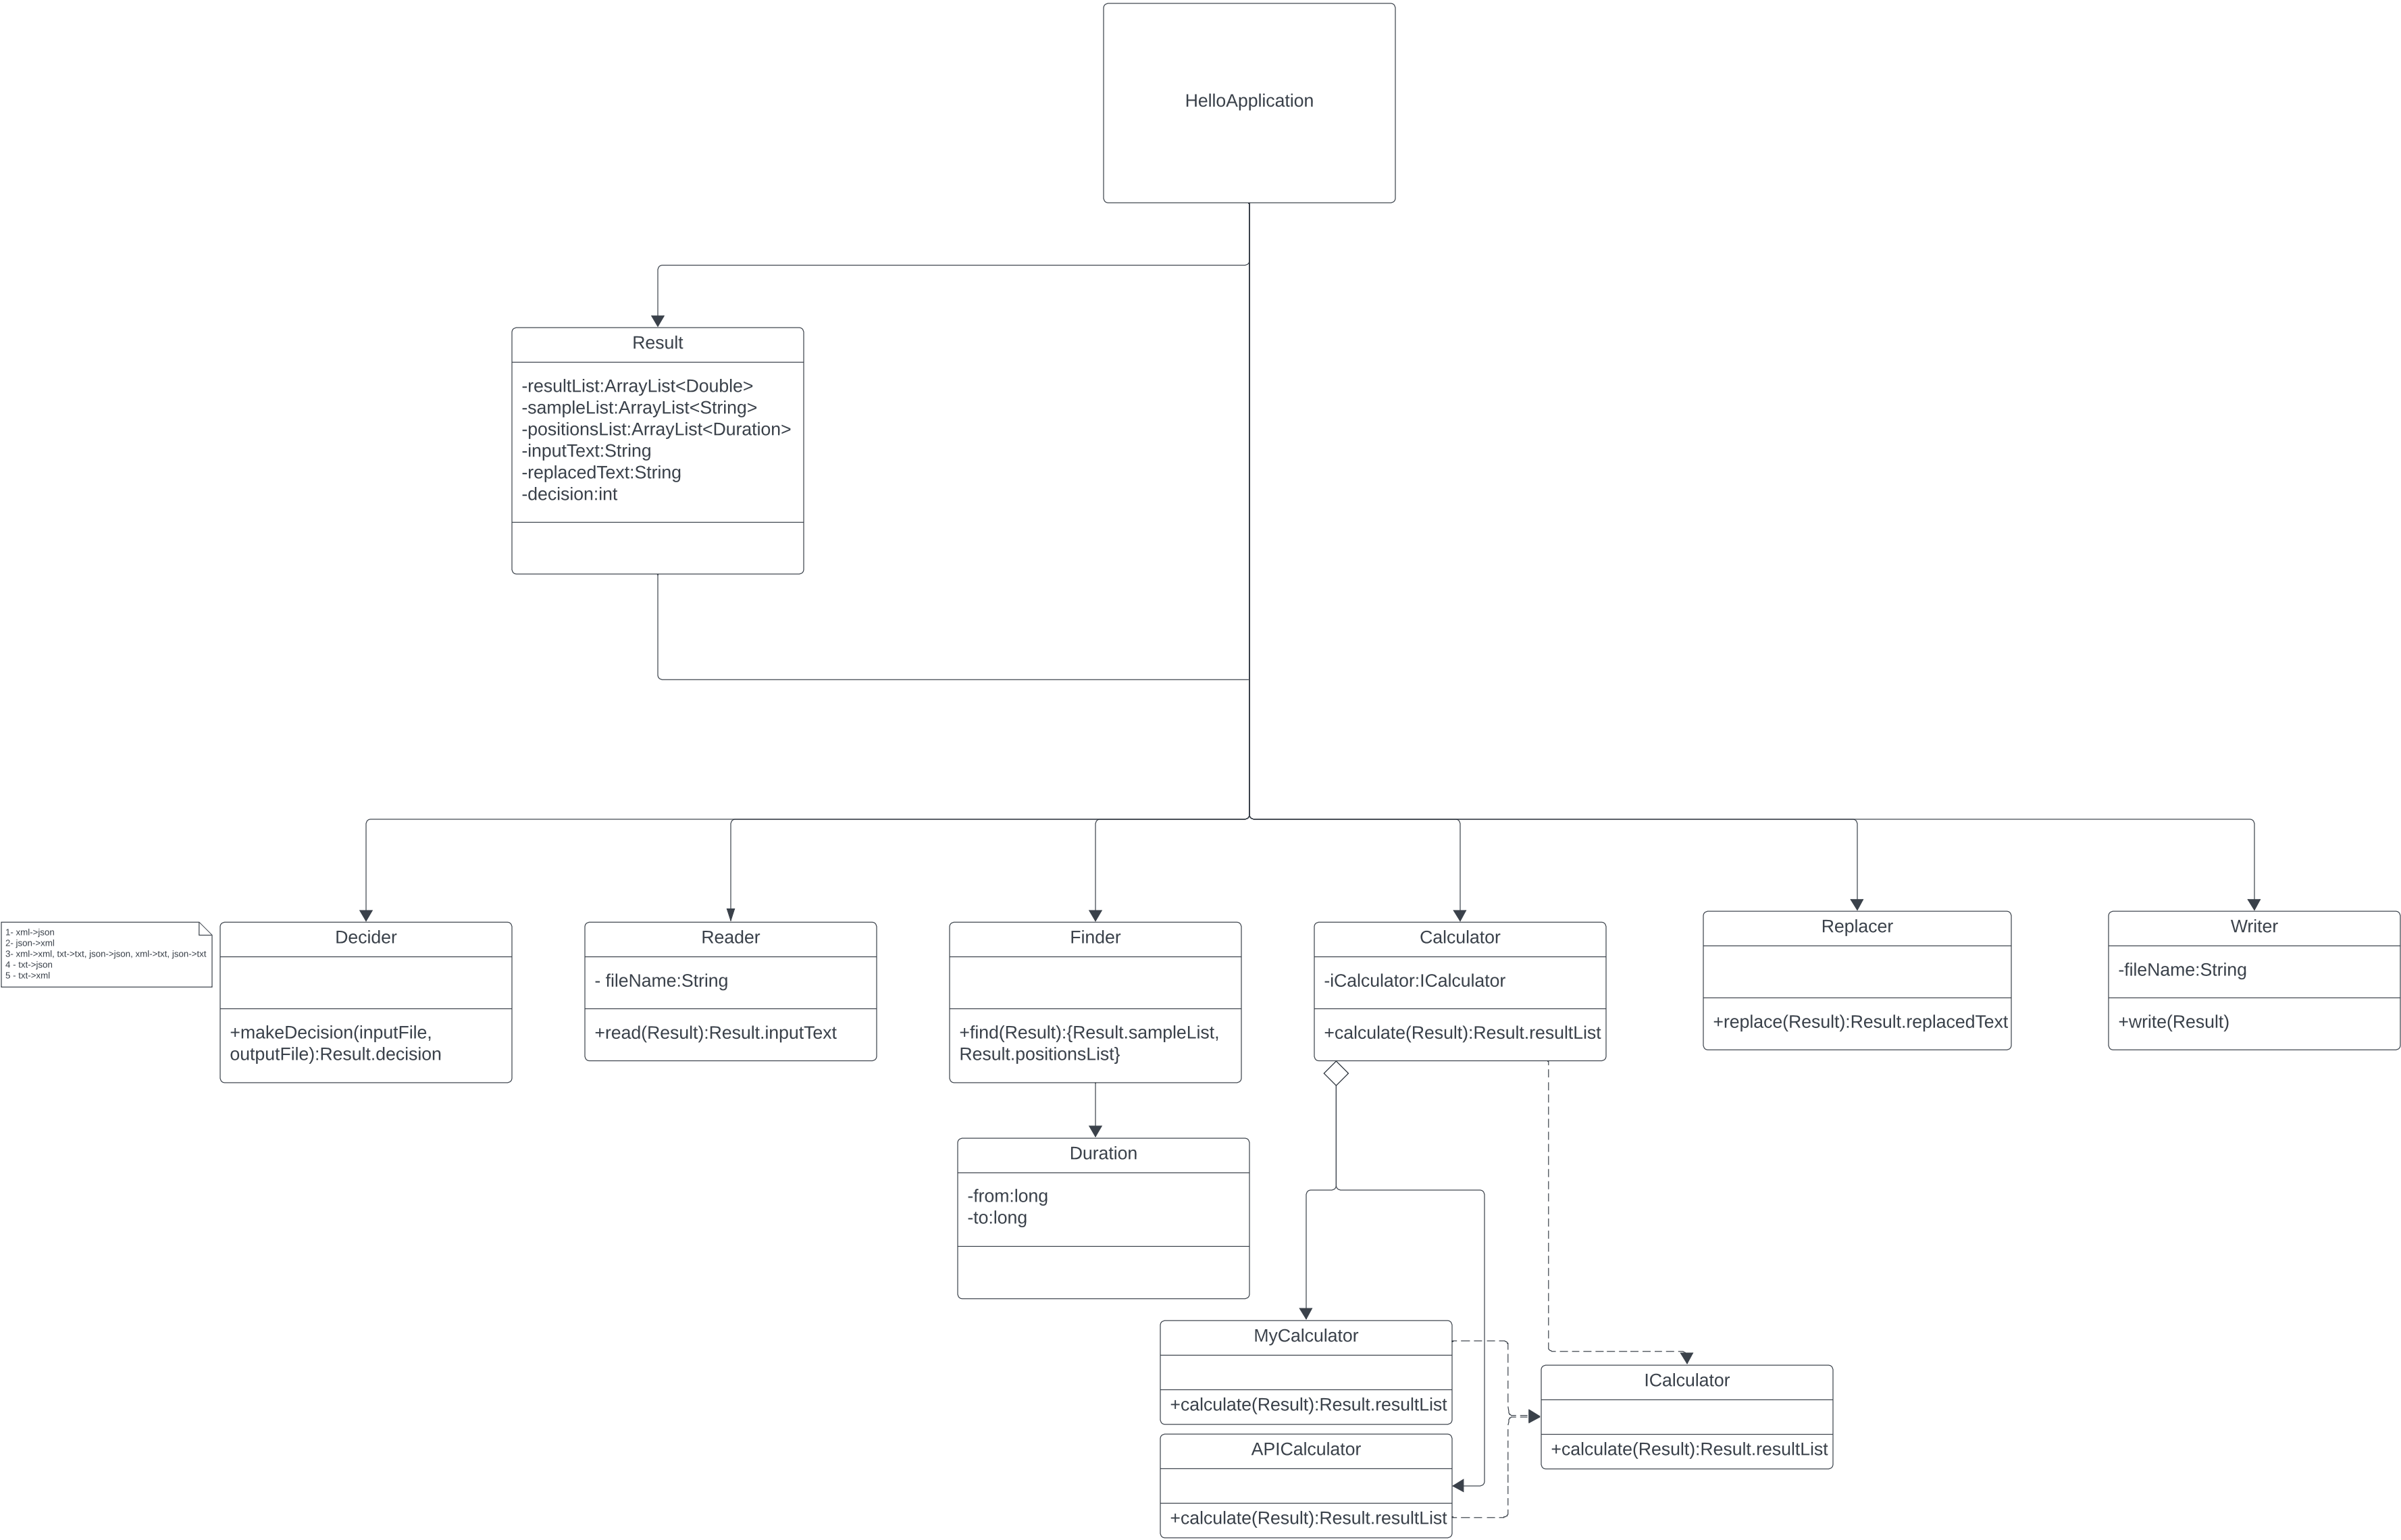 HelloApplication
Result
-resultList:ArrayList<Double>
-sampleList:ArrayList<String>
-positionsList:ArrayList<Duration>
-inputText:String
-replacedText:String
-decision:int
1- xml->json
2- json->xml
3- xml->xml, txt->txt, json->json, xml->txt, json->txt
4 - txt->json
5 - txt->xml
Decider
+makeDecision(inputFile,
outputFile):Result.decision
Reader
- fileName:String
+read(Result):Result.inputText
Finder
+find(Result):{Result.sampleList,
Result.positionsList}
Calculator
-iCalculator:ICalculator
+calculate(Result):Result.resultList
Replacer
+replace(Result):Result.replacedText
Writer
-fileName:String
+write(Result)
Duration
-from:long
-to:long
MyCalculator
+calculate(Result):Result.resultList
ICalculator
+calculate(Result):Result.resultList
APICalculator
+calculate(Result):Result.resultList